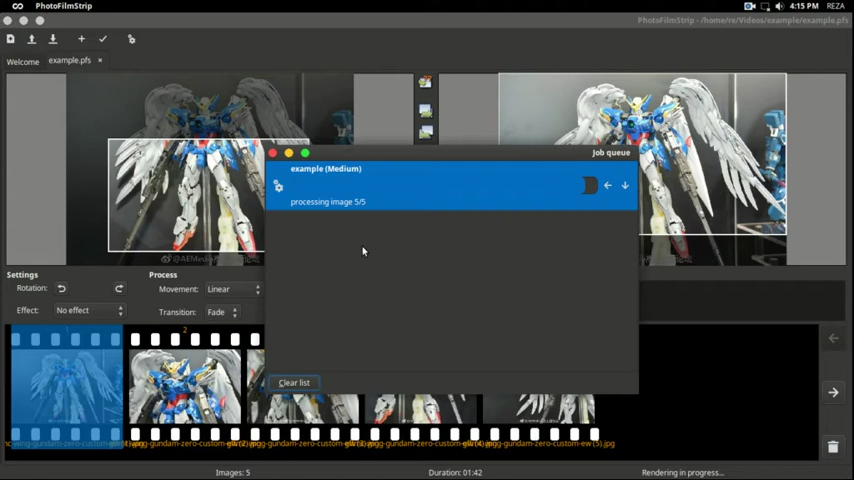 PhotoFilmStrip
4:15 PM REZA
PhotoFilmStrip - /home/re/Videos/example/example.pfs
Welcome
example.pfs
Job queue
example (Medium)
processing image 5/5
@AEMedia
Settings
Process
Rotation:
Movement: Linear
Effect: No effect
Transition: Fade
2
Clear list
Images: 5
Duration: 01:42
Rendering in progress...